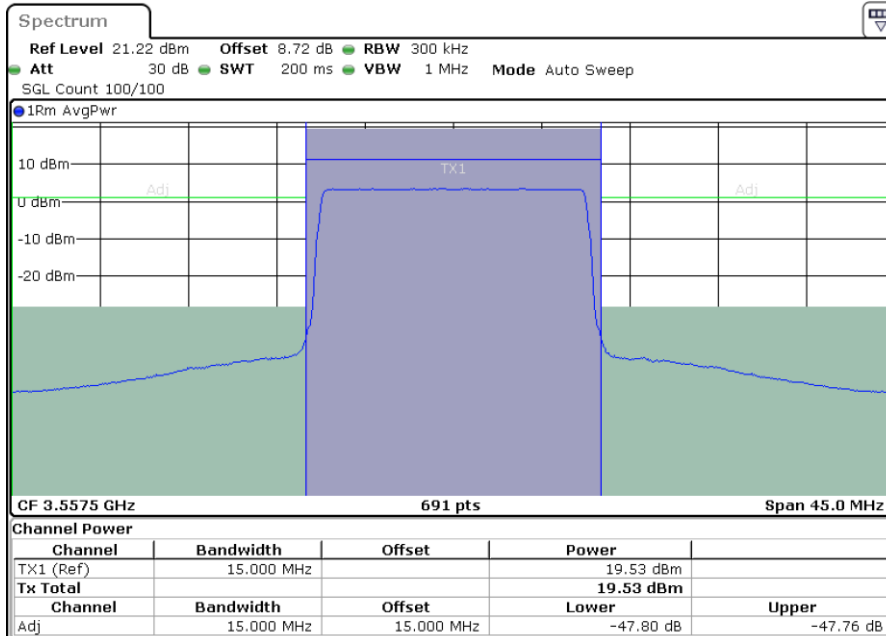 Spectrum
Ref Level 21.22 dBm Offset 8.72 dB RBW 300 kHz
Att 30 dB SWT 200 ms VBW 1 MHz Mode Auto Sweep
SGL Count 100/100
1Rm AvgPwr
10 dBm
TX1
Adj Adj
0 dBm
-10 dBm
-20 dBm
CF 3.5575 GHz 691 pts Span 45.0 MHz
Channel Power
Channel Bandwidth Offset Power
TX1 (Ref) 15.000 MHz 19.53 dBm
Tx Total 19.53 dBm
Channel Bandwidth Offset Lower Upper
Adj 15.000 MHz 15.000 MHz -47.80 dB -47.76 dB